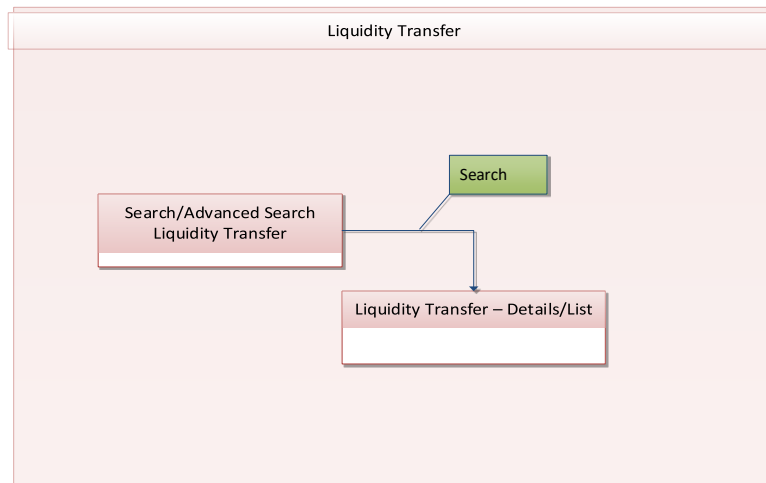 Liquidity Transfer
Search
Search/Advanced Search
Liquidity Transfer
Liquidity Transfer – Details/List